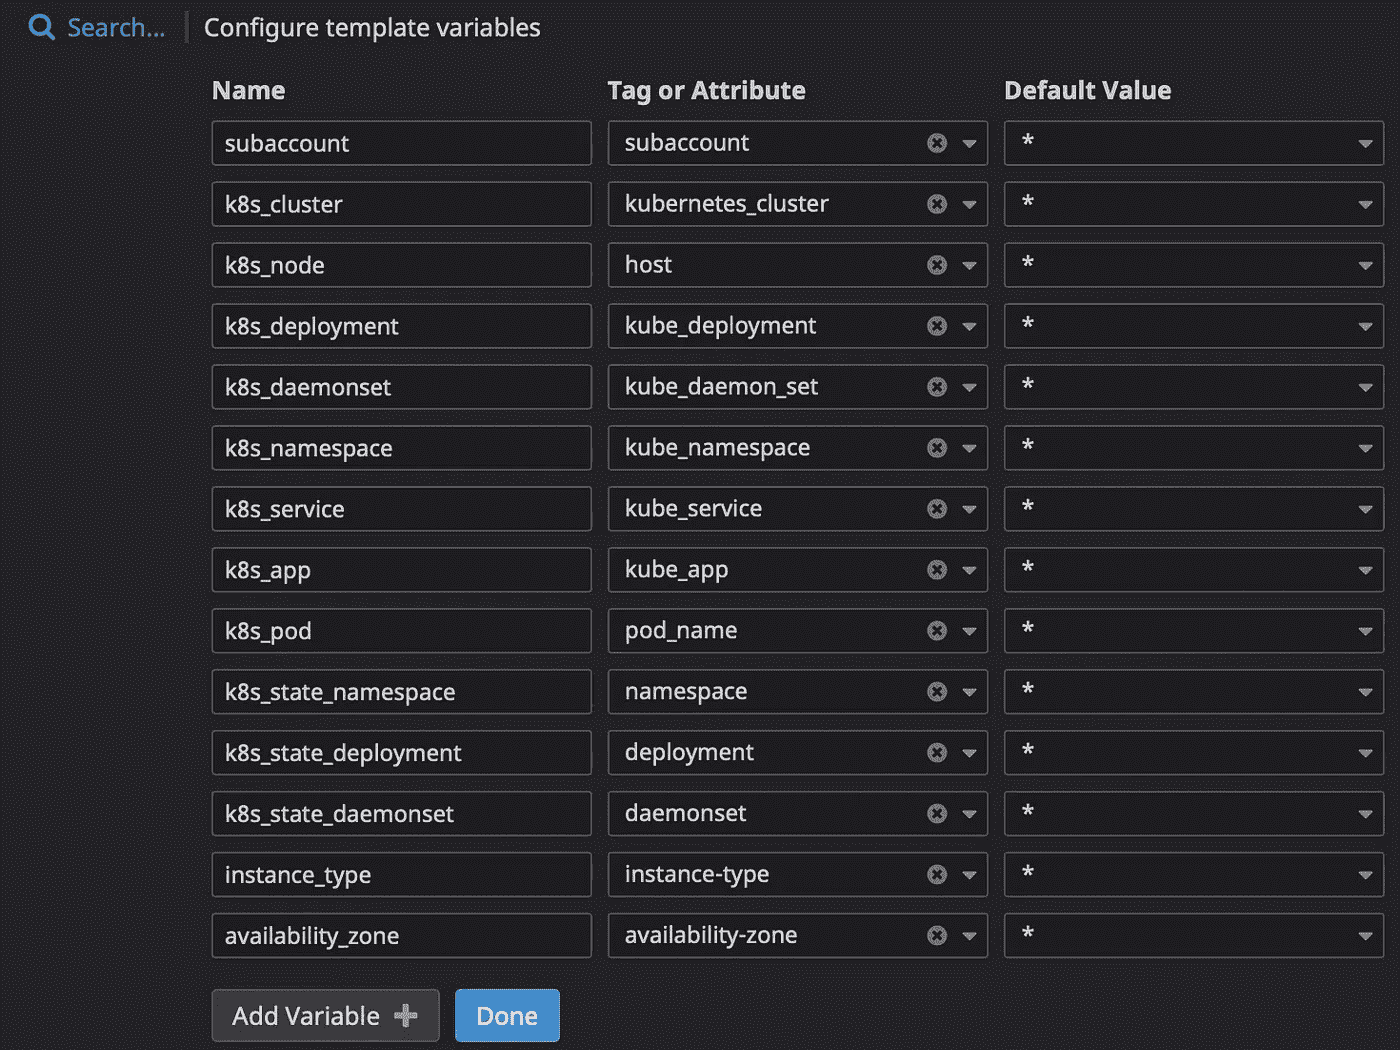 Search... Configure template variables
Name Tag or Attribute Default Value
subaccount subaccount *
k8s_cluster kubernetes_cluster *
k8s_node host *
k8s_deployment kube_deployment *
k8s_daemonset kube_daemon_set *
k8s_namespace kube_namespace *
k8s_service kube_service *
k8s_app kube_app *
k8s_pod pod_name *
k8s_state_namespace namespace *
k8s_state_deployment deployment *
k8s_state_daemonset daemonset *
instance_type instance-type *
availability_zone availability-zone *
Add Variable Done